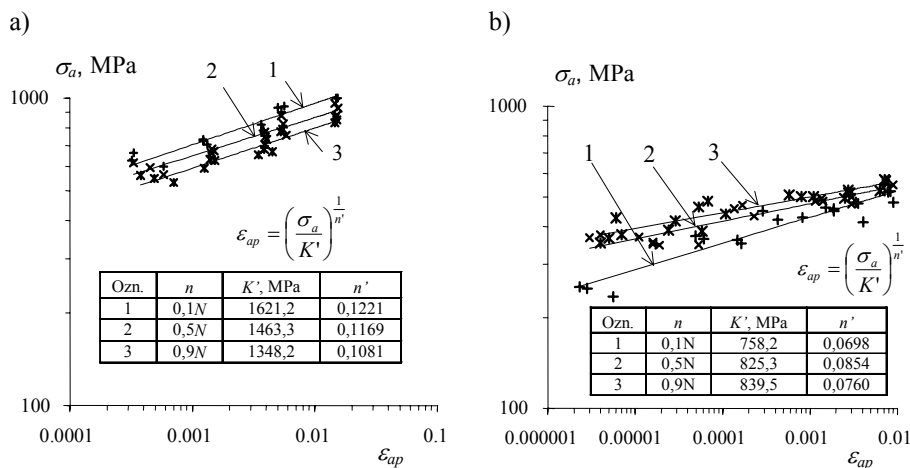 a)
σa, MPa
1000
100
0.0001
0.001
0.01
0.1
εap
2
1
3
εap = (σa / K')^(1/n')
Ozn. n K', MPa n'
1 0,1N 1621,2 0,1221
2 0,5N 1463,3 0,1169
3 0,9N 1348,2 0,1081
b)
σa, MPa
1000
100
0.000001
0.00001
0.0001
0.001
0.01
εap
1
2
3
εap = (σa / K')^(1/n')
Ozn. n K', MPa n'
1 0,1N 758,2 0,0698
2 0,5N 825,3 0,0854
3 0,9N 839,5 0,0760